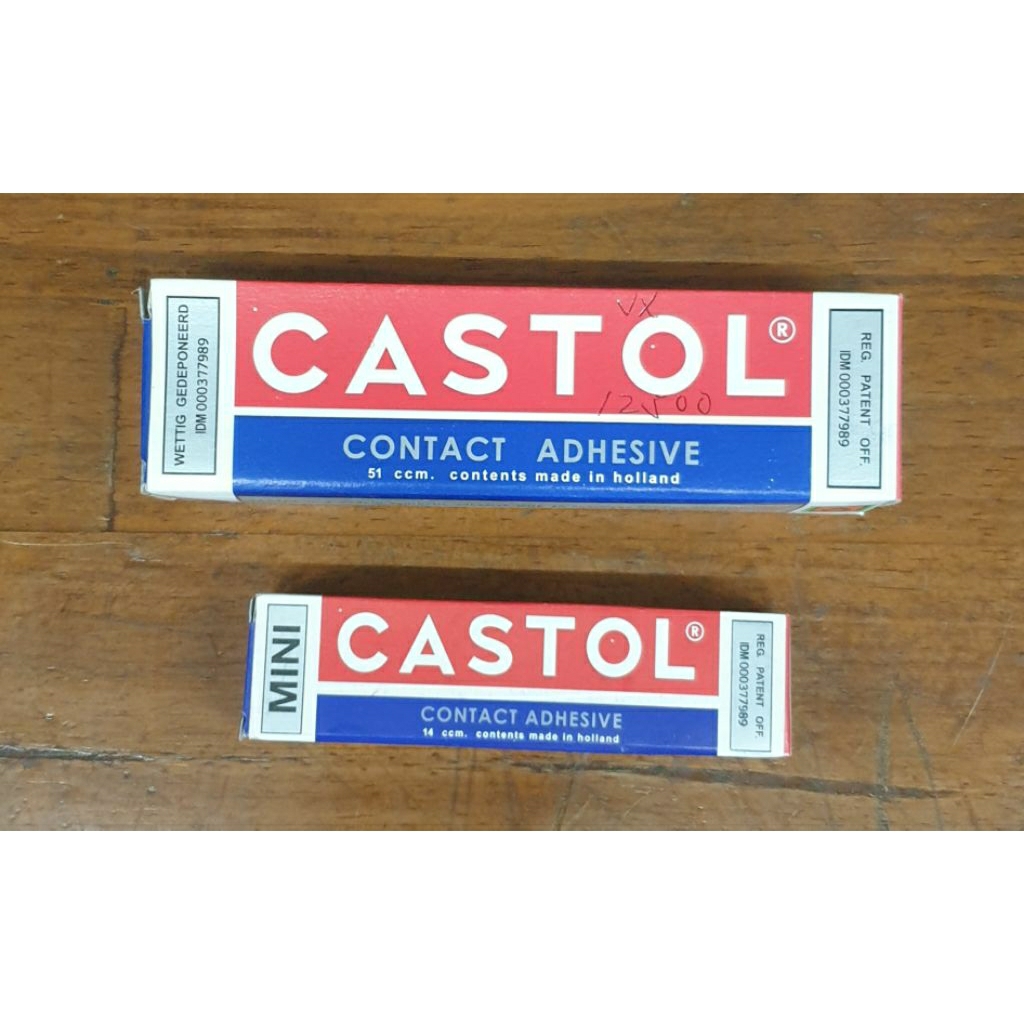 WETTIG GEDEPONEERD
IDM 000377989
CASTOL®
VX
12500
CONTACT ADHESIVE
51 ccm. contents made in holland
REG. PATENT OFF.
IDM 000377989
MINI
CASTOL®
CONTACT ADHESIVE
14 ccm. contents made in holland
REG. PATENT OFF.
IDM 000377989